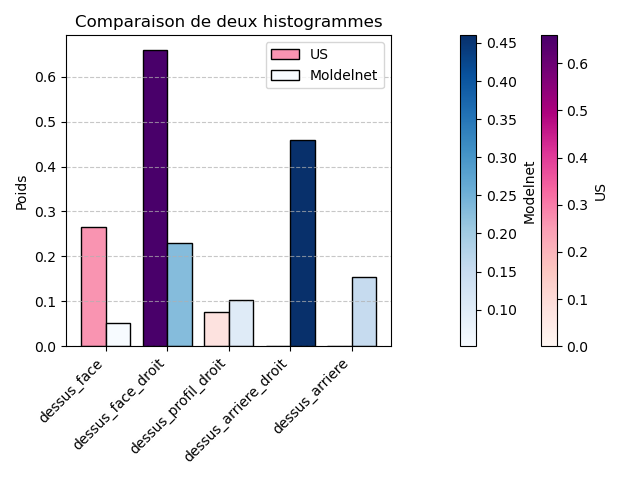 Comparaison de deux histogrammes
US
Moldelnet
Poids
0.6
0.5
0.4
0.3
0.2
0.1
0.0
dessus_face
dessus_face_droit
dessus_profil_droit
dessus_arriere_droit
dessus_arriere
0.45
0.40
0.35
0.30
0.25
0.20
0.15
0.10
Modelnet
0.6
0.5
0.4
0.3
0.2
0.1
0.0
US